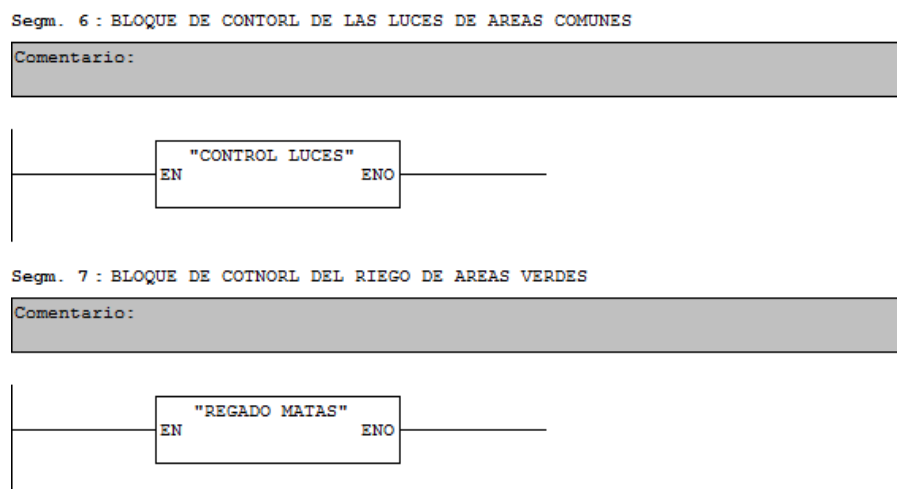 Segm. 6 : BLOQUE DE CONTORL DE LAS LUCES DE AREAS COMUNES
Comentario:
"CONTROL LUCES"
EN ENO
Segm. 7 : BLOQUE DE COTNORL DEL RIEGO DE AREAS VERDES
Comentario:
"REGADO MATAS"
EN ENO